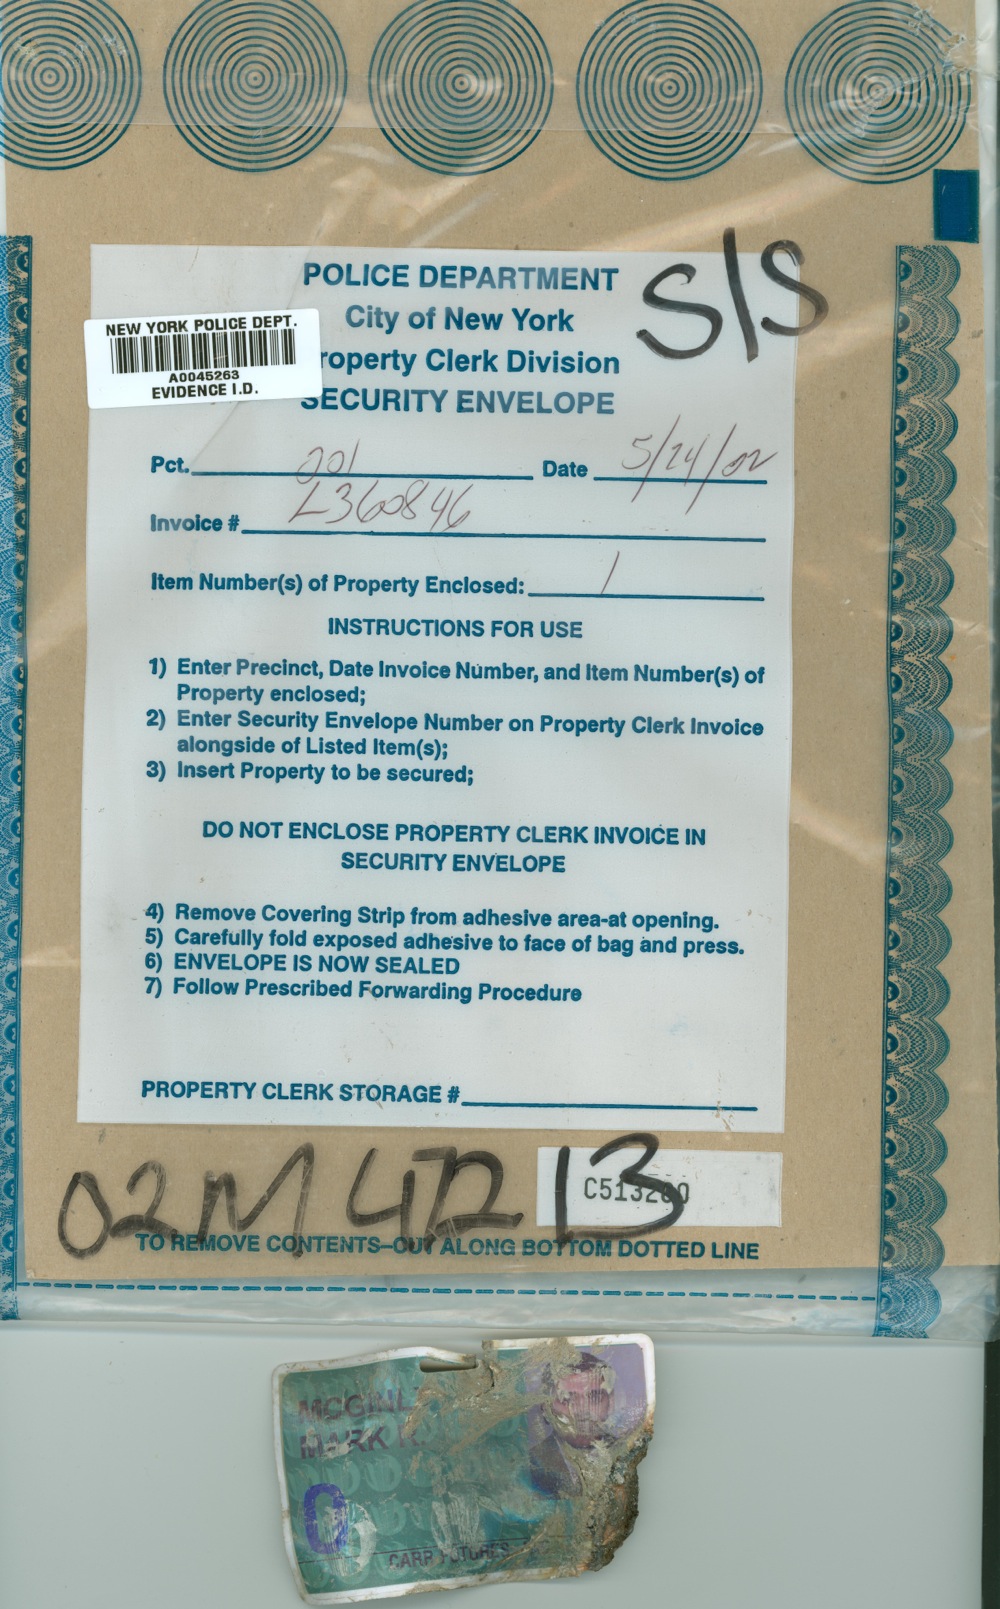 S/S
POLICE DEPARTMENT
City of New York
roperty Clerk Division
SECURITY ENVELOPE
NEW YORK POLICE DEPT.
A0045263
EVIDENCE I.D.
Pct. 001 Date 5/24/02
Invoice # L360846
Item Number(s) of Property Enclosed: 1
INSTRUCTIONS FOR USE
1) Enter Precinct, Date Invoice Number, and Item Number(s) of
Property enclosed;
2) Enter Security Envelope Number on Property Clerk Invoice
alongside of Listed Item(s);
3) Insert Property to be secured;
DO NOT ENCLOSE PROPERTY CLERK INVOICE IN
SECURITY ENVELOPE
4) Remove Covering Strip from adhesive area-at opening.
5) Carefully fold exposed adhesive to face of bag and press.
6) ENVELOPE IS NOW SEALED
7) Follow Prescribed Forwarding Procedure
PROPERTY CLERK STORAGE #
02M 13
TO REMOVE CONTENTS–CUT ALONG BOTTOM DOTTED LINE
MCGINL
MARK
0
CARR FUTURES